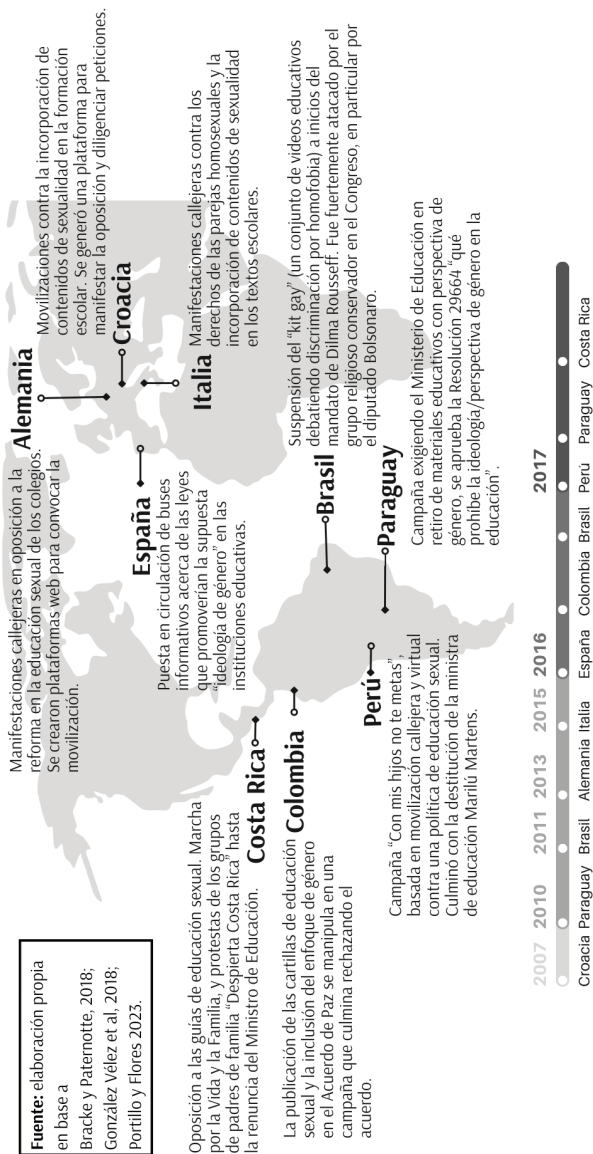 Fuente: elaboración propia
en base a
Bracke y Paternotte, 2018;
González Vélez et al, 2018;
Portillo y Flores 2023.
Manifestaciones callejeras en oposición a la
reforma en la educación sexual de los colegios.
Se crearon plataformas web para convocar la
movilización.
Alemania
Movilizaciones contra la incorporación de
contenidos de sexualidad en la formación
escolar. Se generó una plataforma para
manifestar la oposición y diligenciar peticiones.
Croacia
España
Puesta en circulación de buses
informativos acerca de las leyes
que promoverían la supuesta
"Ideología de género" en las
instituciones educativas.
Italia
Manifestaciones callejeras contra los
derechos de las parejas homosexuales y la
incorporación de contenidos de sexualidad
en los textos escolares.
Oposición a las guías de educación sexual. Marcha
por la Vida y la Familia, y protestas de los grupos
de padres de familia "Despierta Costa Rica" hasta
la renuncia del Ministro de Educación.
Costa Rica
Colombia
La publicación de las cartillas de educación
sexual y la inclusión del enfoque de género
en el Acuerdo de Paz se manipula en una
campaña que culmina rechazando el
acuerdo.
Brasil
Suspensión del "kit gay" (un conjunto de videos educativos
debatiendo discriminación por homofobia) a inicios del
mandato de Dilma Rousseff. Fue fuertemente atacado por el
grupo religioso conservador en el Congreso, en particular por
el diputado Bolsonaro.
Perú
Campaña "Con mis hijos no te metas",
basada en movilización callejera y virtual
contra una política de educación sexual.
Culminó con la destitución de la ministra
de educación Marilú Martens.
Paraguay
Campaña exigiendo el Ministerio de Educación en
retiro de materiales educativos con perspectiva de
género, se aprueba la Resolución 29664 "qué
prohibe la ideología/perspectiva de género en la
educación".
2007 2010 2011 2013 2015 2016 2017
Croacia Paraguay Brasil Alemania Italia España Colombia Brasil Perú Paraguay Costa Rica